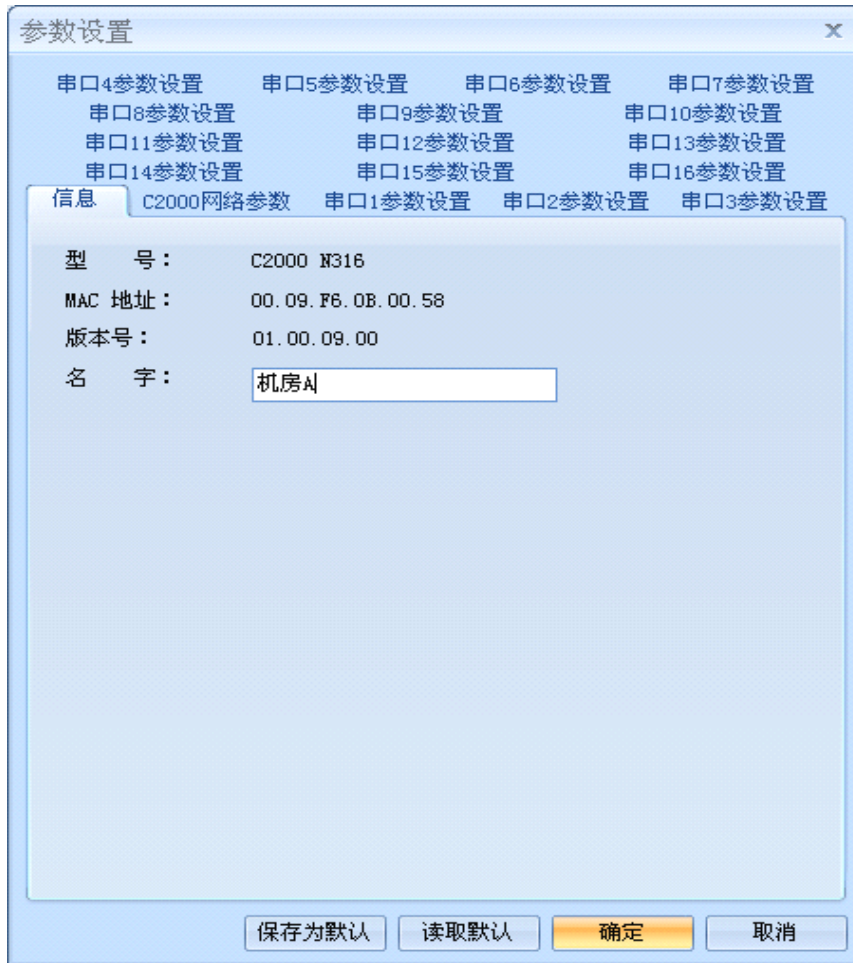 参数设置
串口4参数设置 串口5参数设置 串口6参数设置 串口7参数设置
串口8参数设置 串口9参数设置 串口10参数设置
串口11参数设置 串口12参数设置 串口13参数设置
串口14参数设置 串口15参数设置 串口16参数设置
信息 C2000网络参数 串口1参数设置 串口2参数设置 串口3参数设置
型 号： C2000 N316
MAC 地址： 00.09.F6.0B.00.58
版本号： 01.00.09.00
名 字： 机房A
保存为默认 读取默认 确定 取消